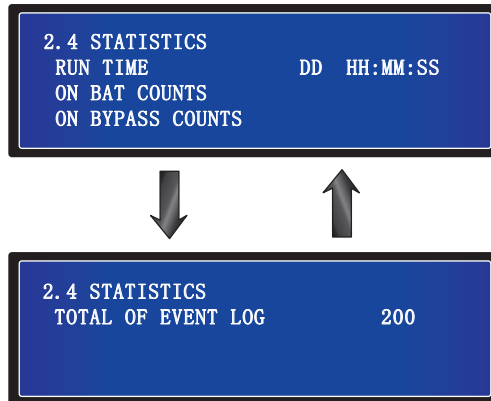 2.4 STATISTICS
RUN TIME DD HH:MM:SS
ON BAT COUNTS
ON BYPASS COUNTS
2.4 STATISTICS
TOTAL OF EVENT LOG 200